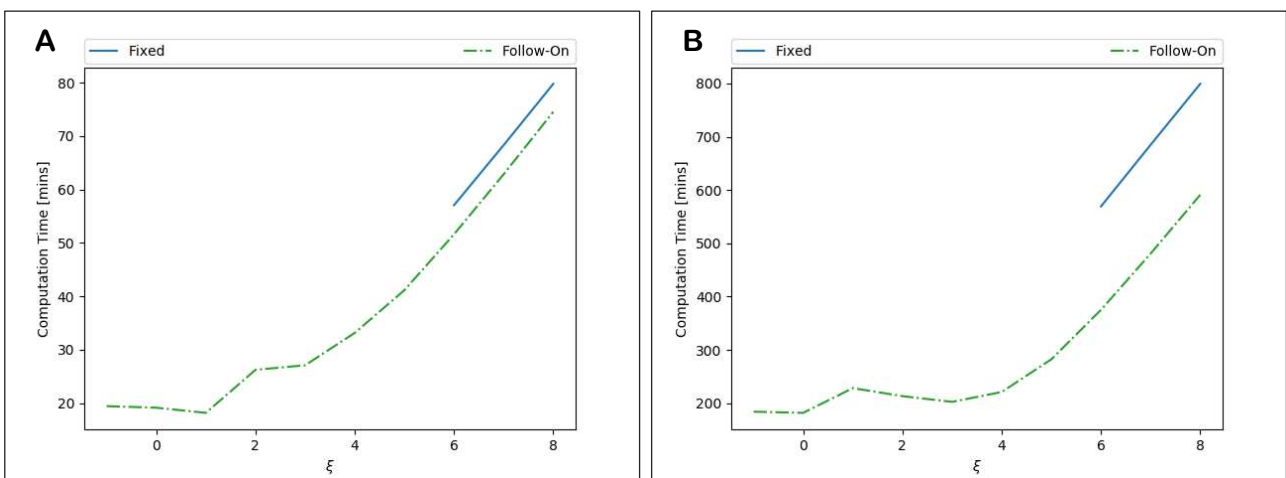 A
Fixed
Follow-On
Computation Time [mins]
80
70
60
50
40
30
20
0
2
4
6
8
ξ
B
Fixed
Follow-On
Computation Time [mins]
800
700
600
500
400
300
200
0
2
4
6
8
ξ